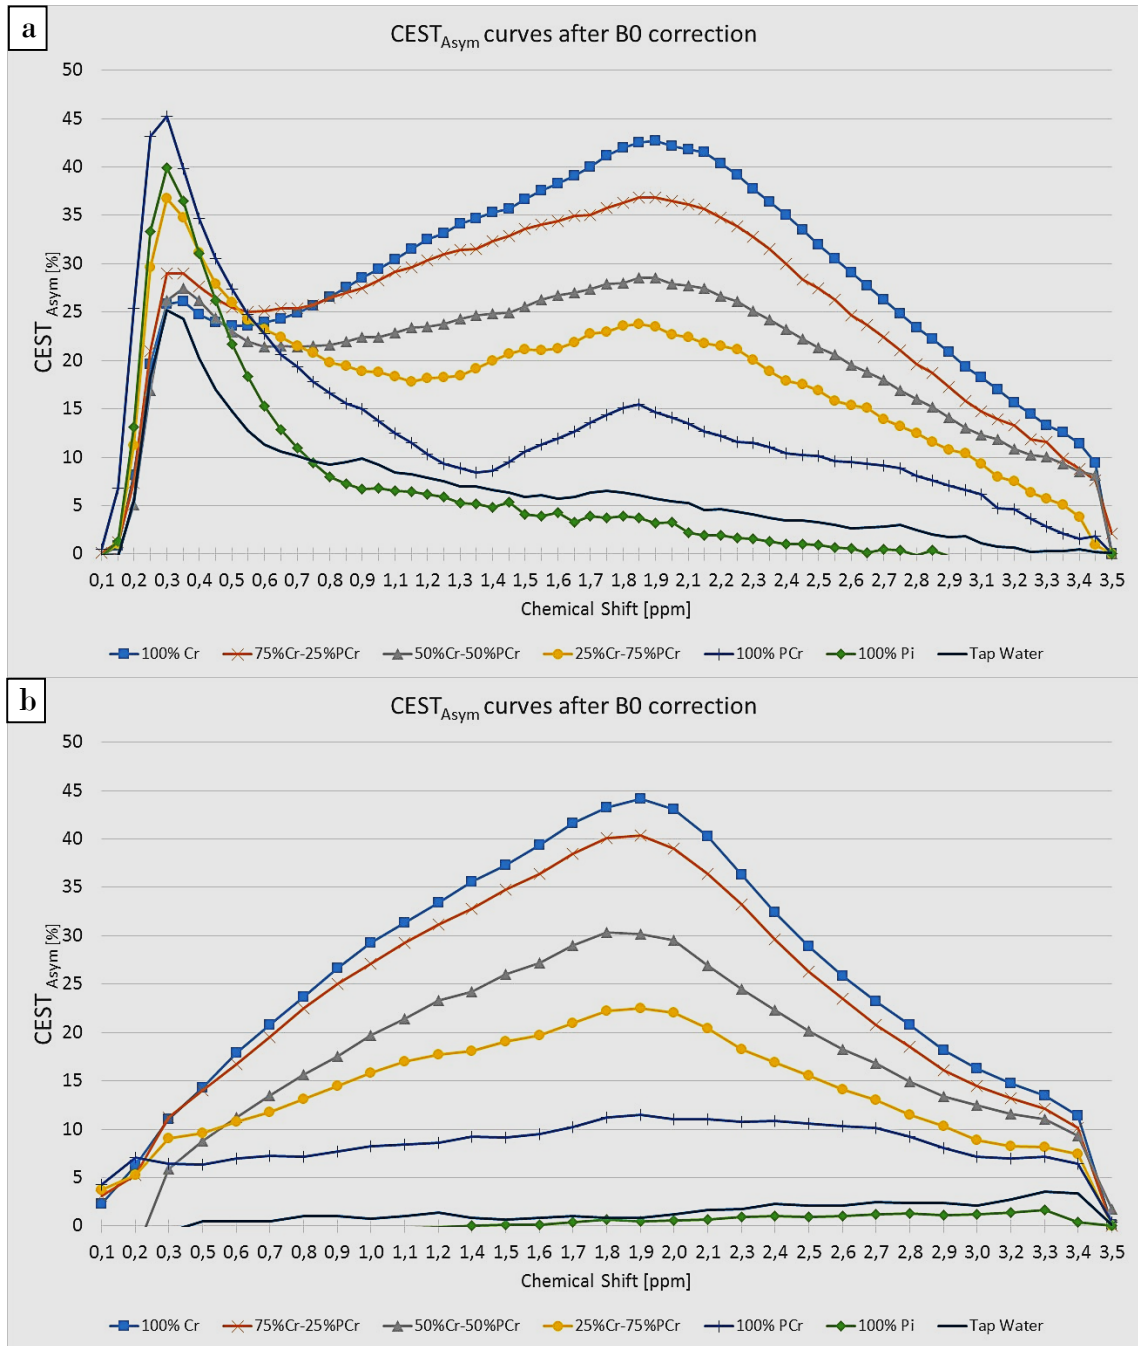 a
CEST Asym curves after B0 correction
50
45
40
35
30
25
20
15
10
5
0
CEST Asym [%]
0,1 0,2 0,3 0,4 0,5 0,6 0,7 0,8 0,9 1,1 1,2 1,3 1,4 1,5 1,6 1,7 1,8 1,9 2,1 2,2 2,3 2,4 2,5 2,6 2,7 2,8 2,9 3,1 3,2 3,3 3,4 3,5
Chemical Shift [ppm]
100% Cr 75%Cr-25%PCr 50%Cr-50%PCr 25%Cr-75%PCr 100% PCr 100% Pi Tap Water
b
CEST Asym curves after B0 correction
50
45
40
35
30
25
20
15
10
5
0
CEST Asym [%]
0,1 0,2 0,3 0,5 0,6 0,7 0,8 0,9 1,0 1,1 1,2 1,4 1,5 1,6 1,7 1,8 1,9 2,0 2,1 2,3 2,4 2,5 2,6 2,7 2,8 2,9 3,0 3,2 3,3 3,4 3,5
Chemical Shift [ppm]
100% Cr 75%Cr-25%PCr 50%Cr-50%PCr 25%Cr-75%PCr 100% PCr 100% Pi Tap Water